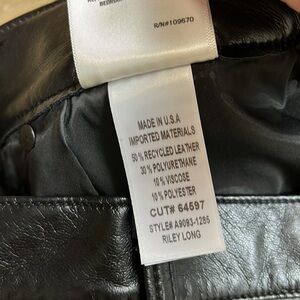 R/N#109670
MADE IN U.S.A
IMPORTED MATERIALS
50% RECYCLED LEATHER
30% POLYURETHANE
10% VISCOSE
10% POLYESTER
CUT# 64597
STYLE# A9093-1285
RILEY LONG